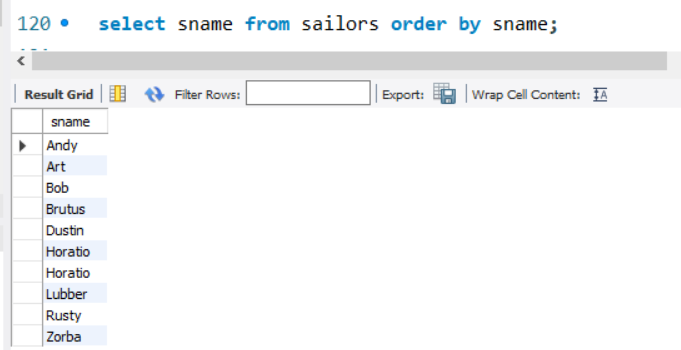 120 select sname from sailors order by sname;
Result Grid Filter Rows: Export: Wrap Cell Content:
sname
Andy
Art
Bob
Brutus
Dustin
Horatio
Horatio
Lubber
Rusty
Zorba